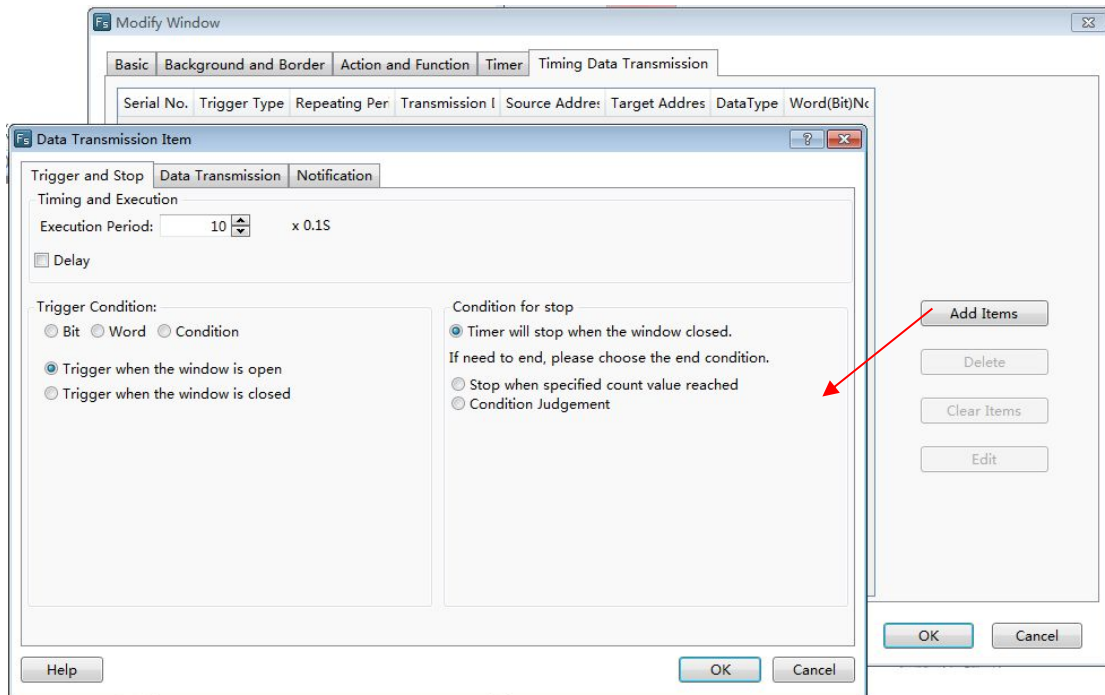 Fs Modify Window
Basic Background and Border Action and Function Timer Timing Data Transmission
Serial No. Trigger Type Repeating Per Transmission I Source Addres Target Addres DataType Word(Bit)No
Fs Data Transmission Item ?
Trigger and Stop Data Transmission Notification
Timing and Execution
Execution Period: 10 x 0.1S
Delay
Trigger Condition:
Bit Word Condition
Trigger when the window is open
Trigger when the window is closed
Condition for stop
Timer will stop when the window closed.
If need to end, please choose the end condition.
Stop when specified count value reached
Condition Judgement
Help OK Cancel
Add Items
Delete
Clear Items
Edit
OK Cancel